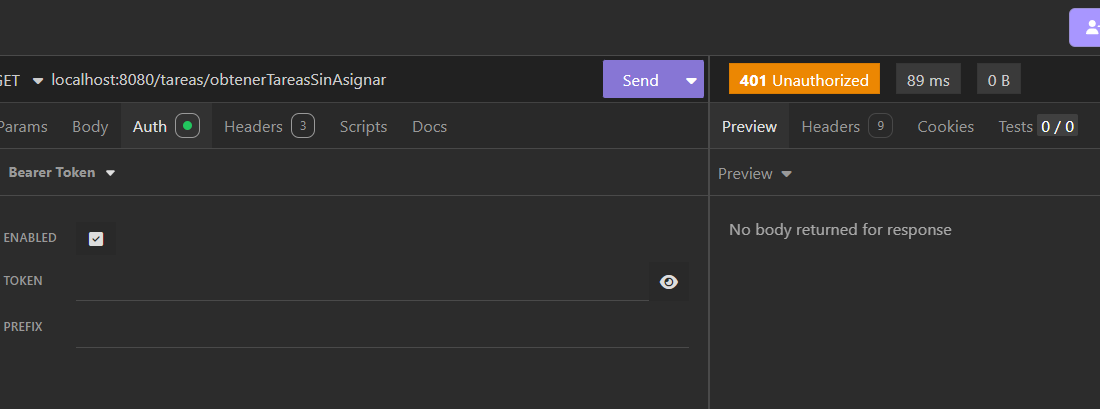 GET localhost:8080/tareas/obtenerTareasSinAsignar Send 401 Unauthorized 89 ms 0 B
Params Body Auth Headers 3 Scripts Docs Preview Headers 9 Cookies Tests 0 / 0
Bearer Token Preview
ENABLED No body returned for response
TOKEN
PREFIX